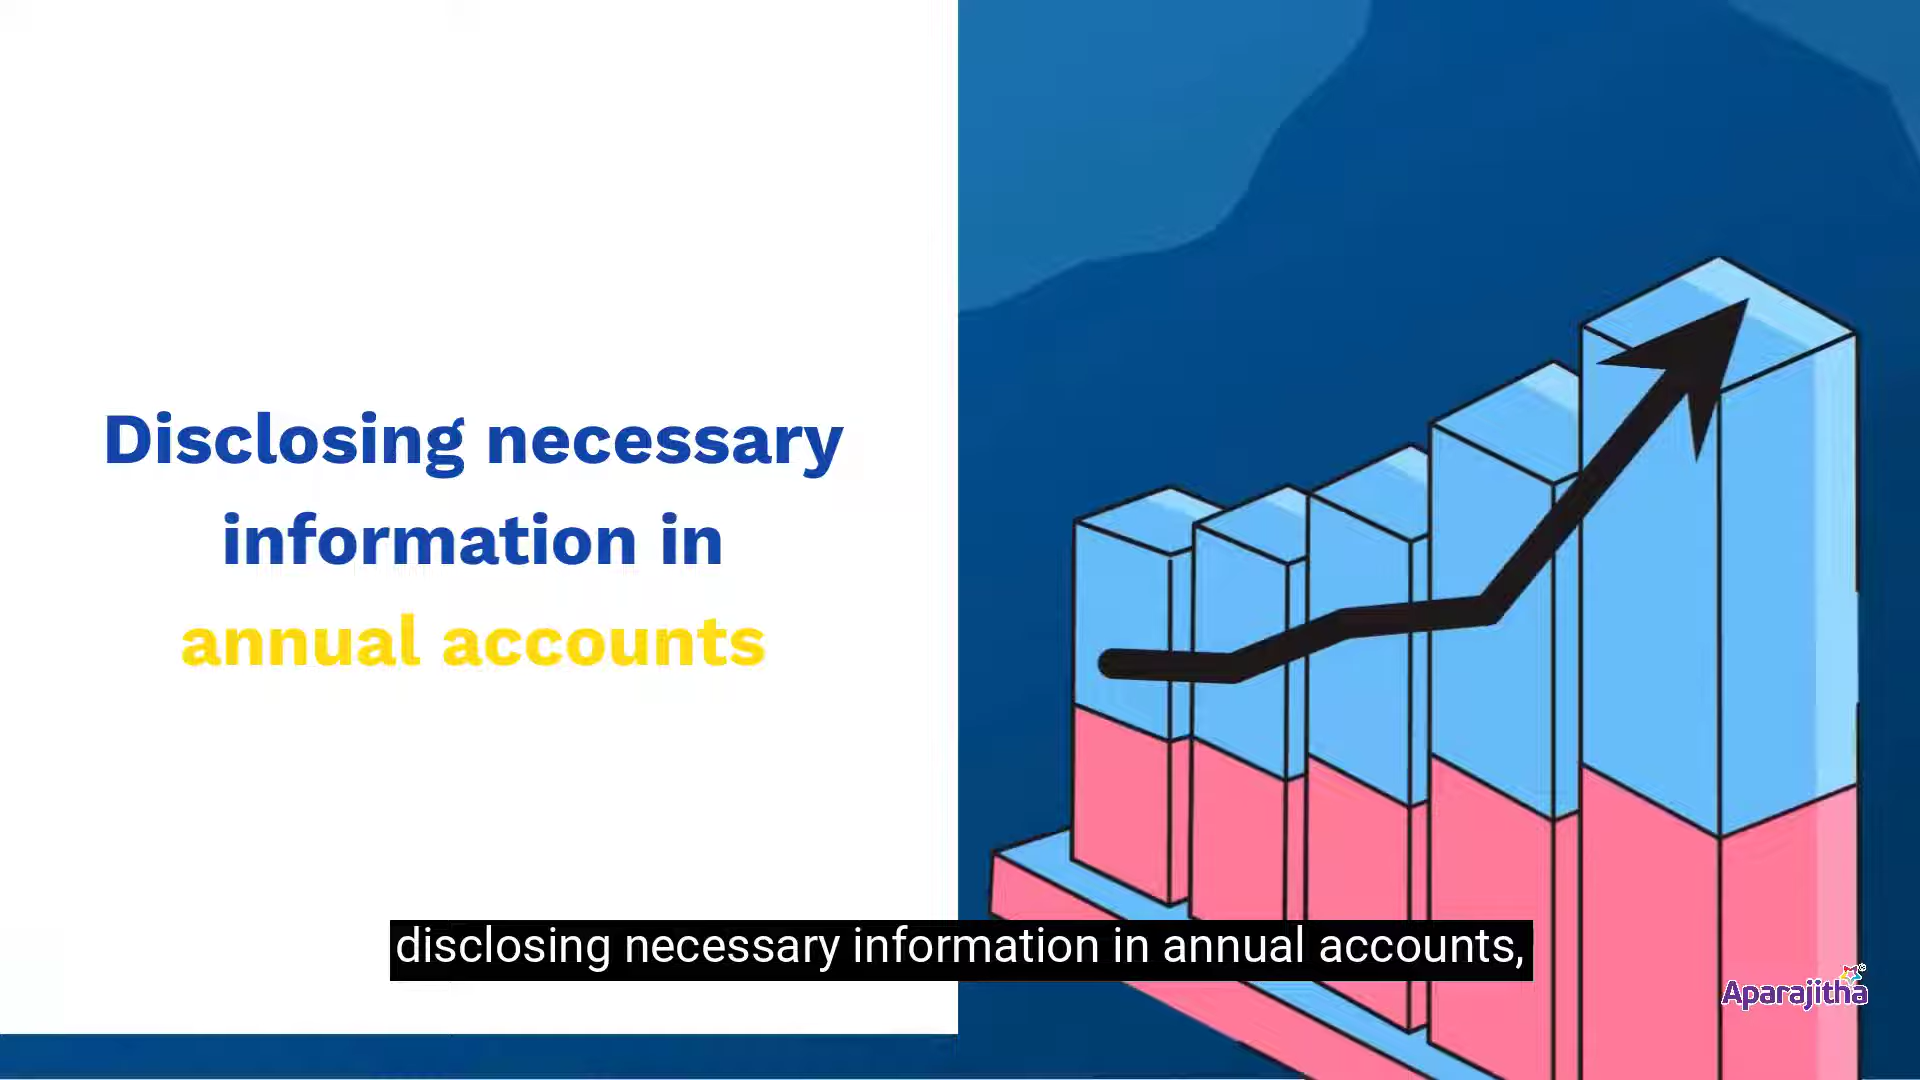 Disclosing necessary
information in
annual accounts
disclosing necessary information in annual accounts,
Aparajitha